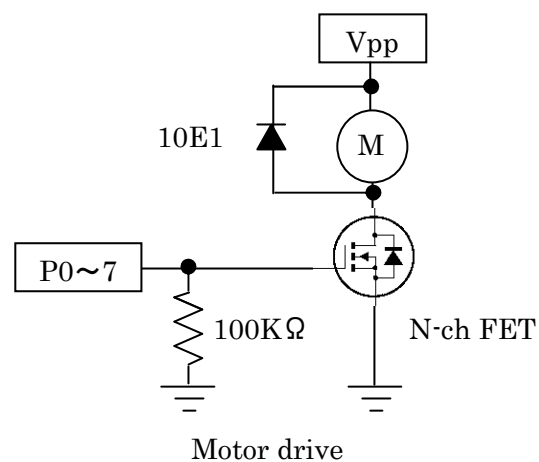 Vpp
10E1
M
P0～7
100KΩ
N-ch FET
Motor drive